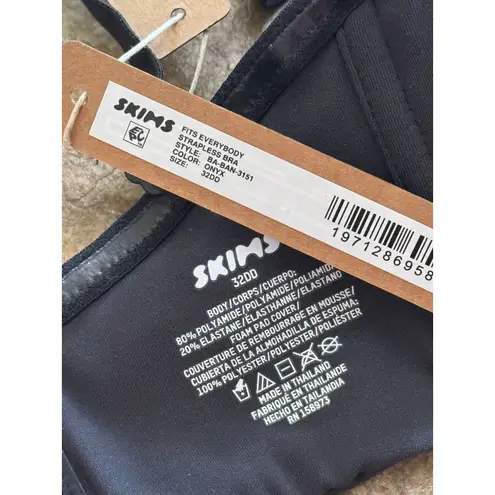 SKIMS
FITS EVERYBODY
STRAPLESS BRA
STYLE: BA-BAN-3151
COLOR: ONYX
SIZE: 32DD
1971286958
SKIMS
32DD
BODY/CORPS/CUERPO:
80% POLYAMIDE/POLYAMIDE/POLIAMIDA
20% ELASTANE/ÉLASTHANNE/ELASTANO
FOAM PAD COVER/
COUVERTURE DE REMBOURRAGE EN MOUSSE/
CUBIERTA DE LA ALMOHADILLA DE ESPUMA:
100% POLYESTER/POLYESTER/POLIÉSTER
MADE IN THAILAND
FABRIQUÉ EN THAÏLANDE
HECHO EN TAILANDIA
RN 158973